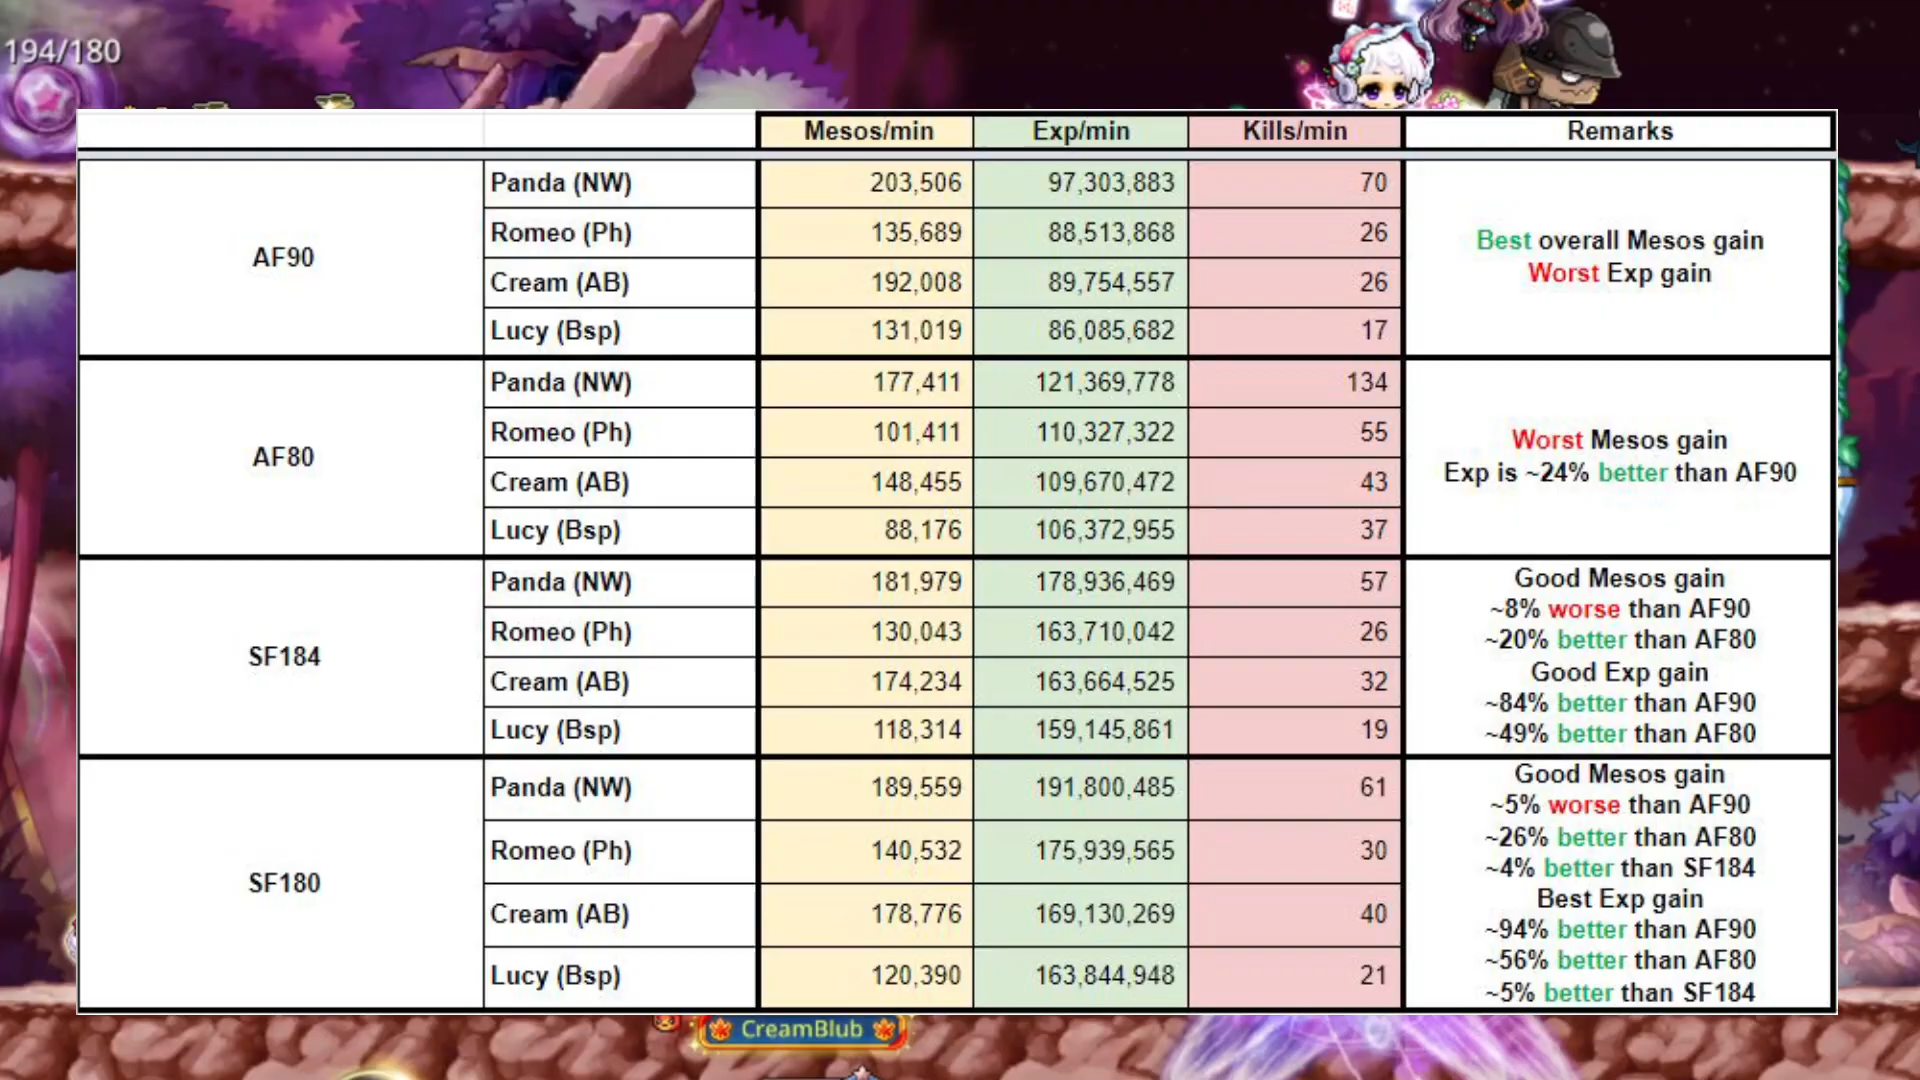 194/180
Mesos/min Exp/min Kills/min Remarks
AF90
Panda (NW) 203,506 97,303,883 70
Romeo (Ph) 135,689 88,513,868 26
Cream (AB) 192,008 89,754,557 26
Lucy (Bsp) 131,019 86,085,682 17
Best overall Mesos gain
Worst Exp gain
AF80
Panda (NW) 177,411 121,369,778 134
Romeo (Ph) 101,411 110,327,322 55
Cream (AB) 148,455 109,670,472 43
Lucy (Bsp) 88,176 106,372,955 37
Worst Mesos gain
Exp is ~24% better than AF90
SF184
Panda (NW) 181,979 178,936,469 57
Romeo (Ph) 130,043 163,710,042 26
Cream (AB) 174,234 163,664,525 32
Lucy (Bsp) 118,314 159,145,861 19
Good Mesos gain
~8% worse than AF90
~20% better than AF80
Good Exp gain
~84% better than AF90
~49% better than AF80
SF180
Panda (NW) 189,559 191,800,485 61
Romeo (Ph) 140,532 175,939,565 30
Cream (AB) 178,776 169,130,269 40
Lucy (Bsp) 120,390 163,844,948 21
Good Mesos gain
~5% worse than AF90
~26% better than AF80
~4% better than SF184
Best Exp gain
~94% better than AF90
~56% better than AF80
~5% better than SF184
CreamBlub